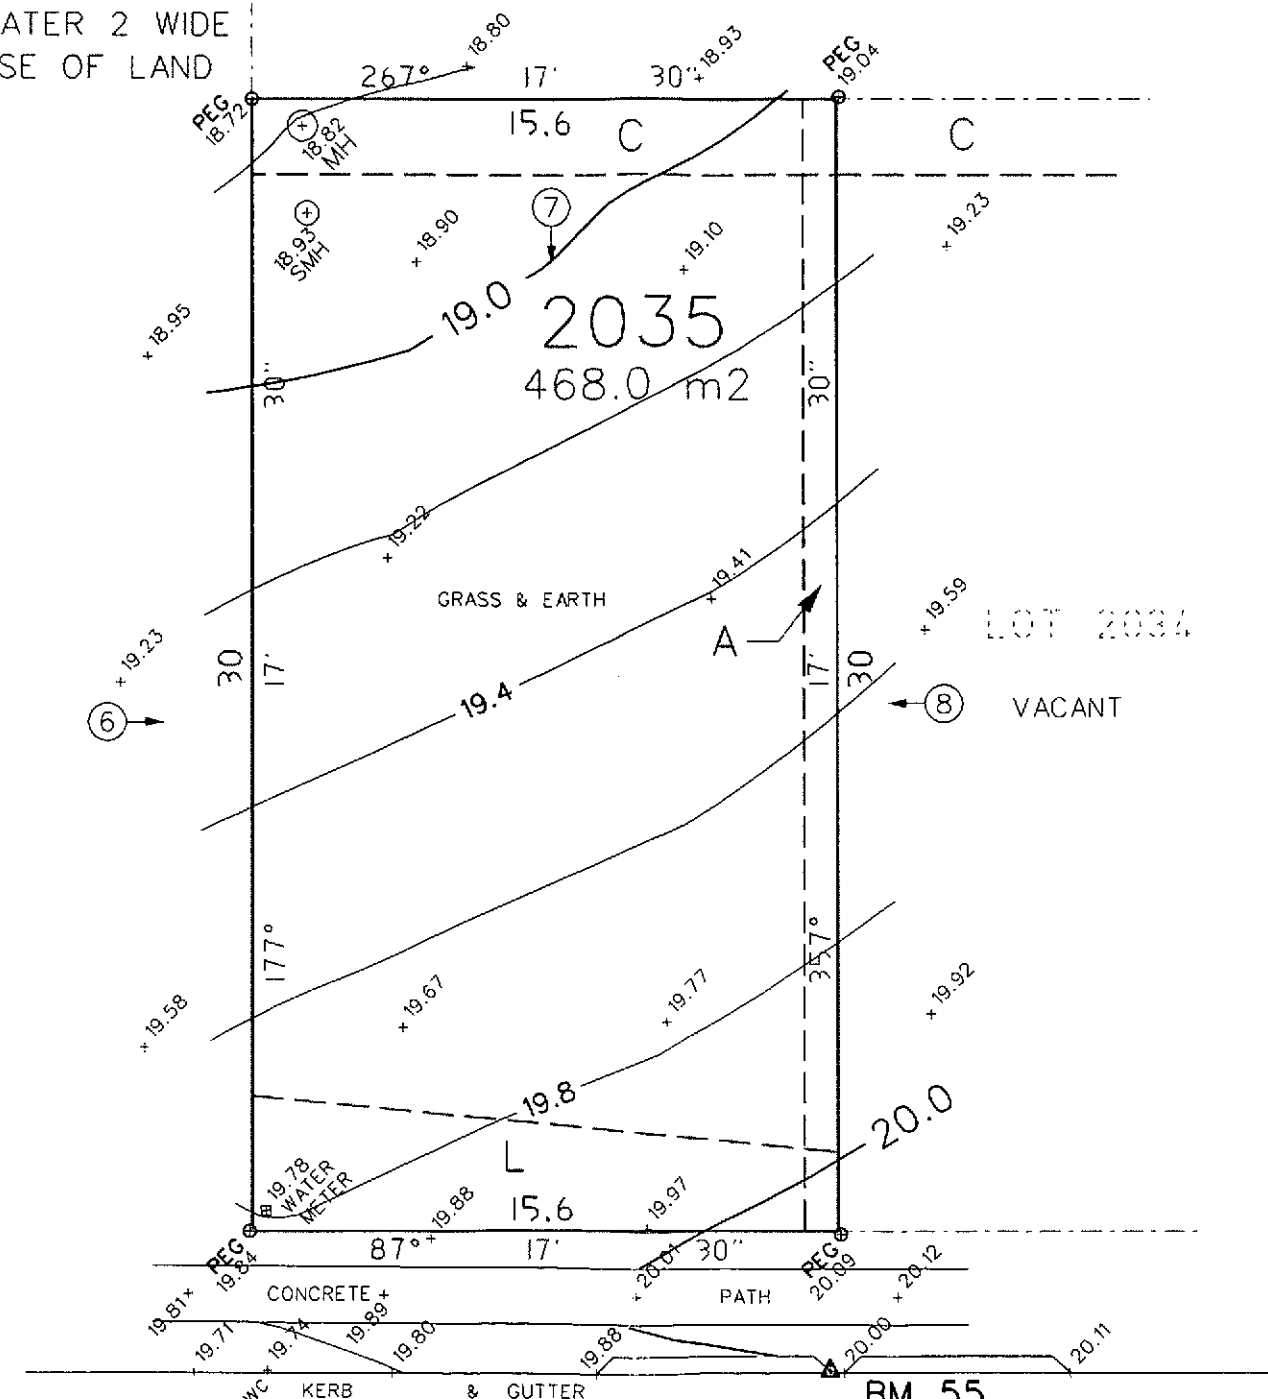 ATER 2 WIDE
SE OF LAND
18.80
18.93
PEG
19.04
267° 17' 30"
PEG
18.72
15.6
C
C
18.82
MH
7
18.93
SMH
18.90
19.10
19.23
18.95
19.0
2035
468.0 m2
30"
30"
19.22
19.41
GRASS & EARTH
19.59
LOT 2034
A
19.23
30
17'
17'
30
6
19.4
8
VACANT
177°
357°
19.58
19.67
19.77
19.92
19.8
20.0
L
19.78
WATER
METER
19.88
15.6
19.97
87° 17' 30"
PEG
19.84
20.01
PEG
20.09
20.12
CONCRETE
PATH
19.81
19.71
19.74
19.89
19.80
19.88
20.00
20.11
WC
KERB & GUTTER
BM 55